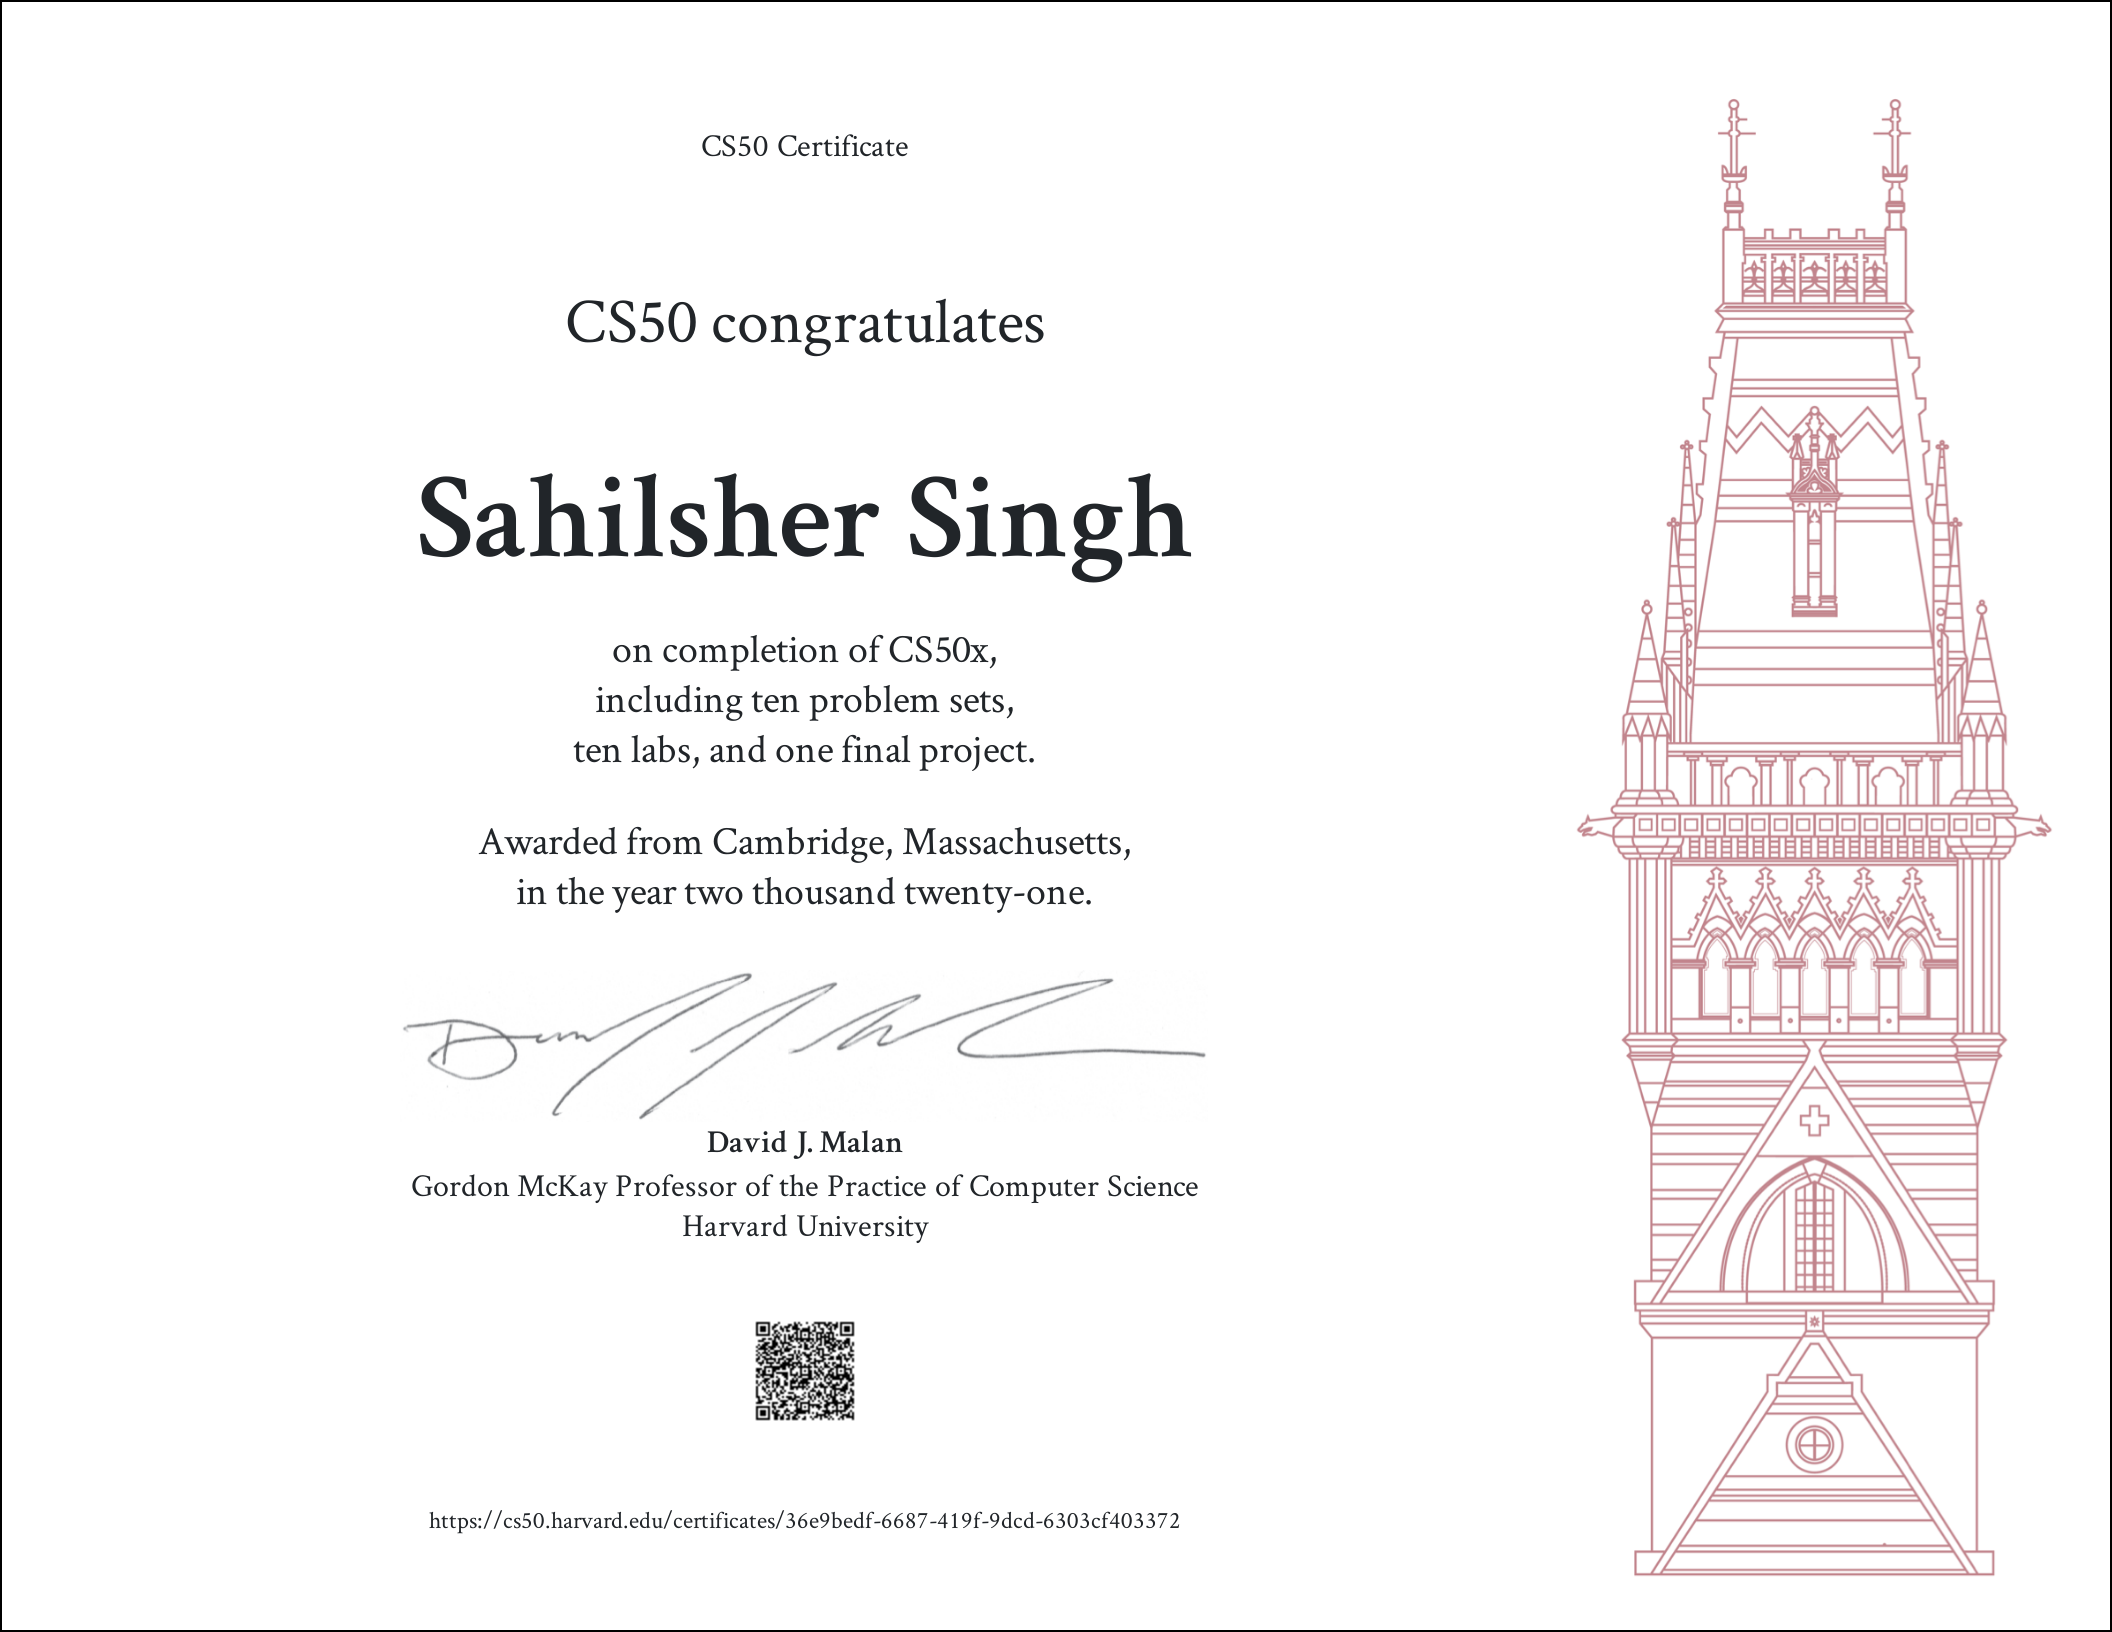 CS50 Certificate
CS50 congratulates
Sahilsher Singh
on completion of CS50x,
including ten problem sets,
ten labs, and one final project.
Awarded from Cambridge, Massachusetts,
in the year two thousand twenty-one.
David J. Malan
Gordon McKay Professor of the Practice of Computer Science
Harvard University
https://cs50.harvard.edu/certificates/36e9bedf-6687-419f-9dcd-6303cf403372